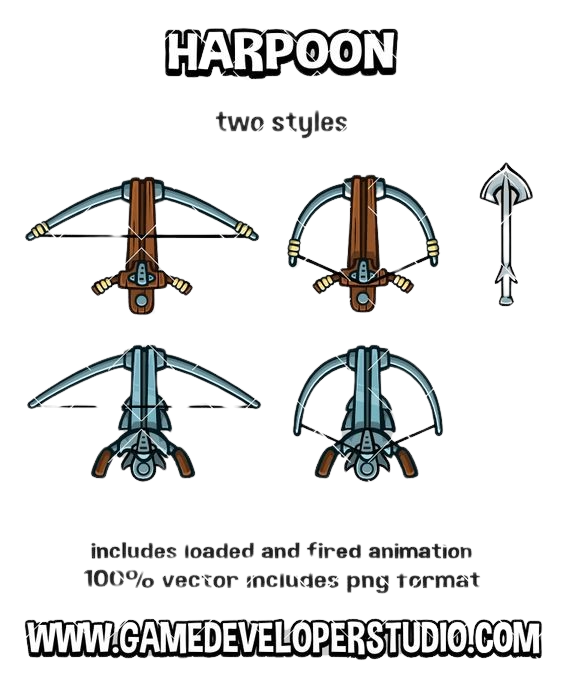 HARPOON
two styles
includes loaded and fired animation
100% vector includes png format
WWW.GAMEDEVELOPERSTUDIO.COM